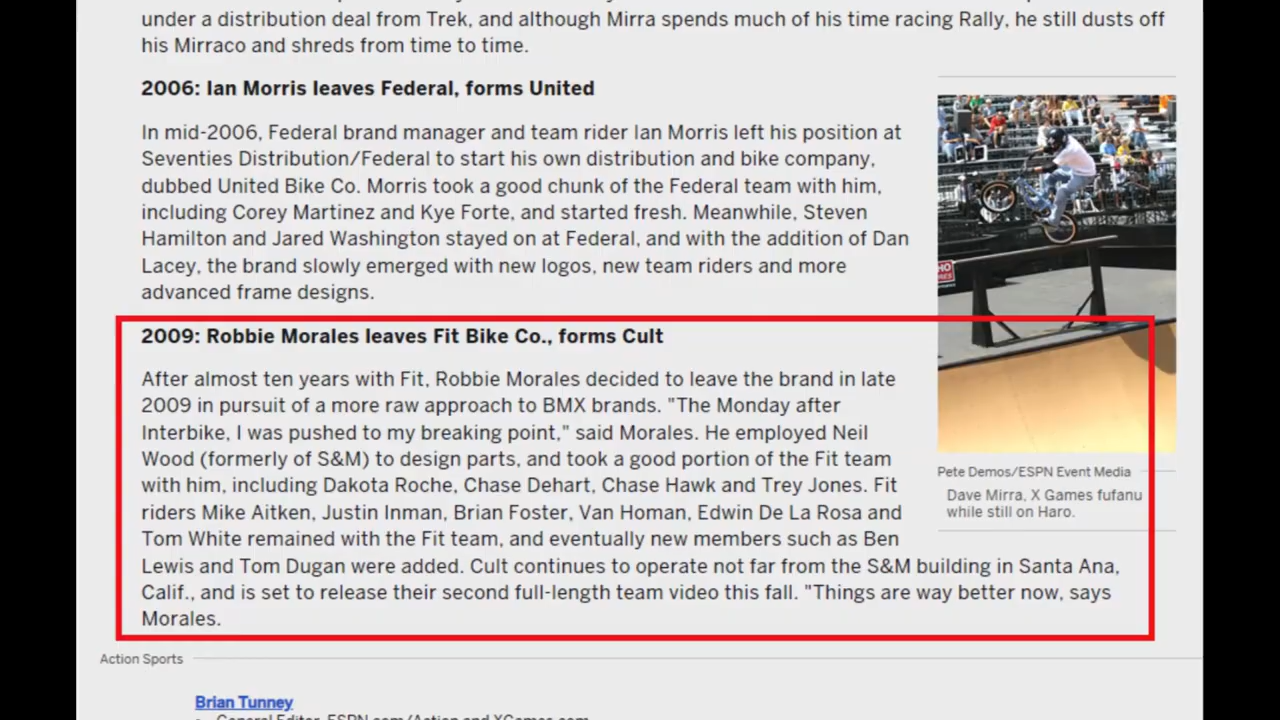 under a distribution deal from Trek, and although Mirra spends much of his time racing Rally, he still dusts off
his Mirraco and shreds from time to time.
2006: Ian Morris leaves Federal, forms United
In mid-2006, Federal brand manager and team rider Ian Morris left his position at
Seventies Distribution/Federal to start his own distribution and bike company,
dubbed United Bike Co. Morris took a good chunk of the Federal team with him,
including Corey Martinez and Kye Forte, and started fresh. Meanwhile, Steven
Hamilton and Jared Washington stayed on at Federal, and with the addition of Dan
Lacey, the brand slowly emerged with new logos, new team riders and more
advanced frame designs.
2009: Robbie Morales leaves Fit Bike Co., forms Cult
After almost ten years with Fit, Robbie Morales decided to leave the brand in late
2009 in pursuit of a more raw approach to BMX brands. "The Monday after
Interbike, I was pushed to my breaking point," said Morales. He employed Neil
Wood (formerly of S&M) to design parts, and took a good portion of the Fit team
with him, including Dakota Roche, Chase Dehart, Chase Hawk and Trey Jones. Fit
riders Mike Aitken, Justin Inman, Brian Foster, Van Homan, Edwin De La Rosa and
Tom White remained with the Fit team, and eventually new members such as Ben
Lewis and Tom Dugan were added. Cult continues to operate not far from the S&M building in Santa Ana,
Calif., and is set to release their second full-length team video this fall. "Things are way better now, says
Morales.
Pete Demos/ESPN Event Media
Dave Mirra, X Games fufanu
while still on Haro.
Action Sports
Brian Tunney
General Editor, ESPN.com/Action and XGames.com